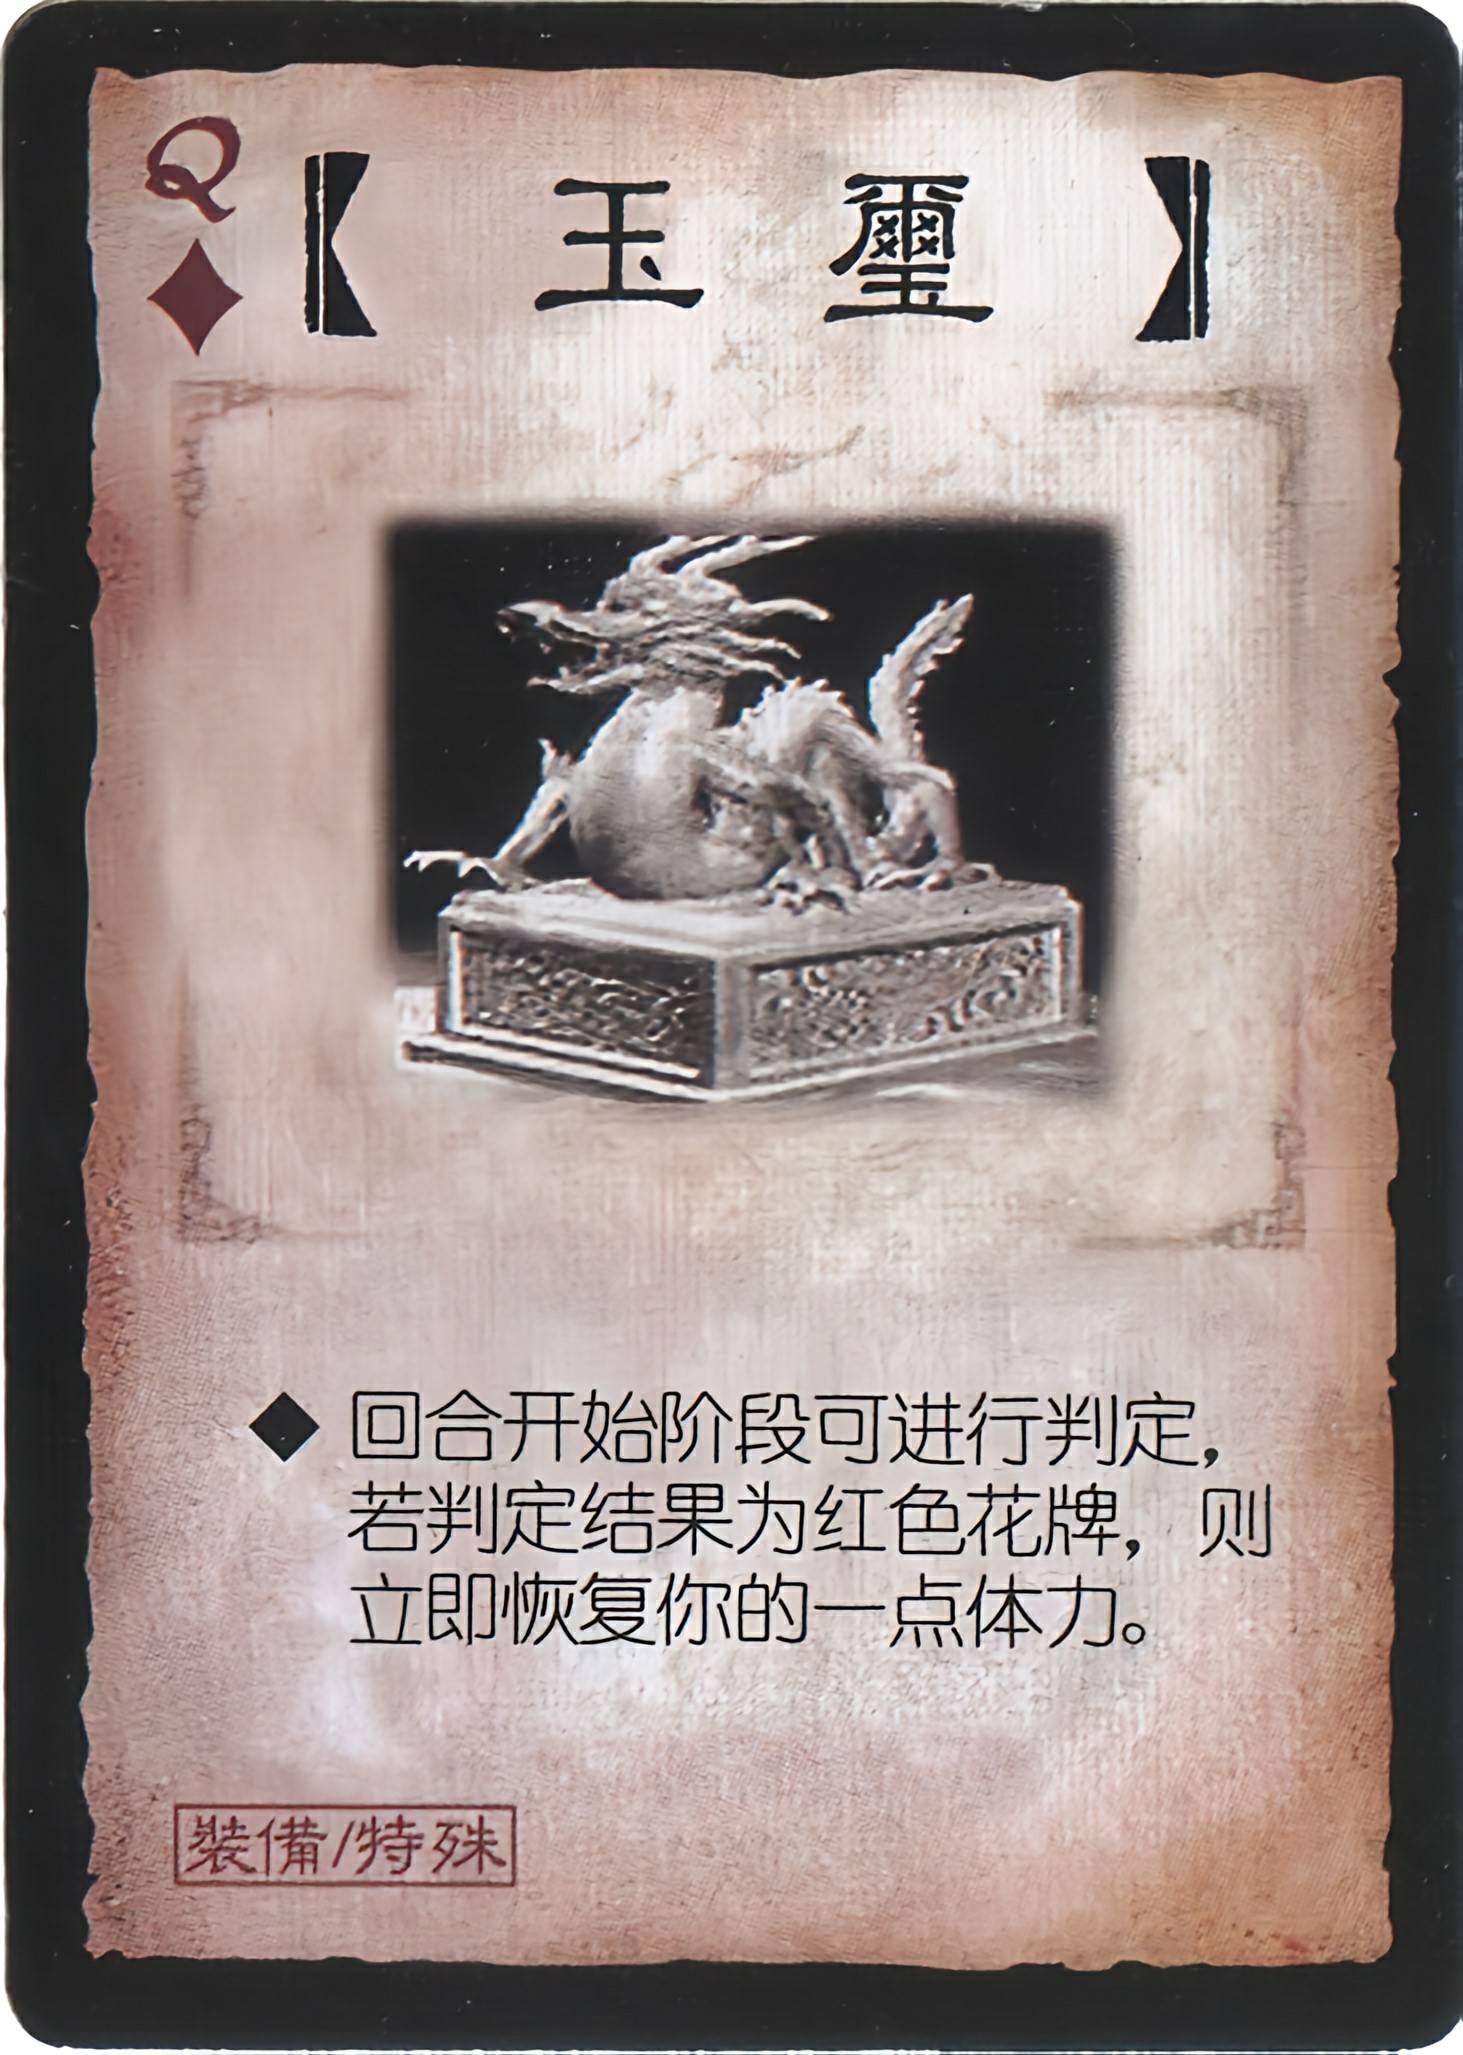 Q
【玉璽】
◆回合开始阶段可进行判定，
若判定结果为红色花牌，则
立即恢复你的一点体力。
裝備/特殊